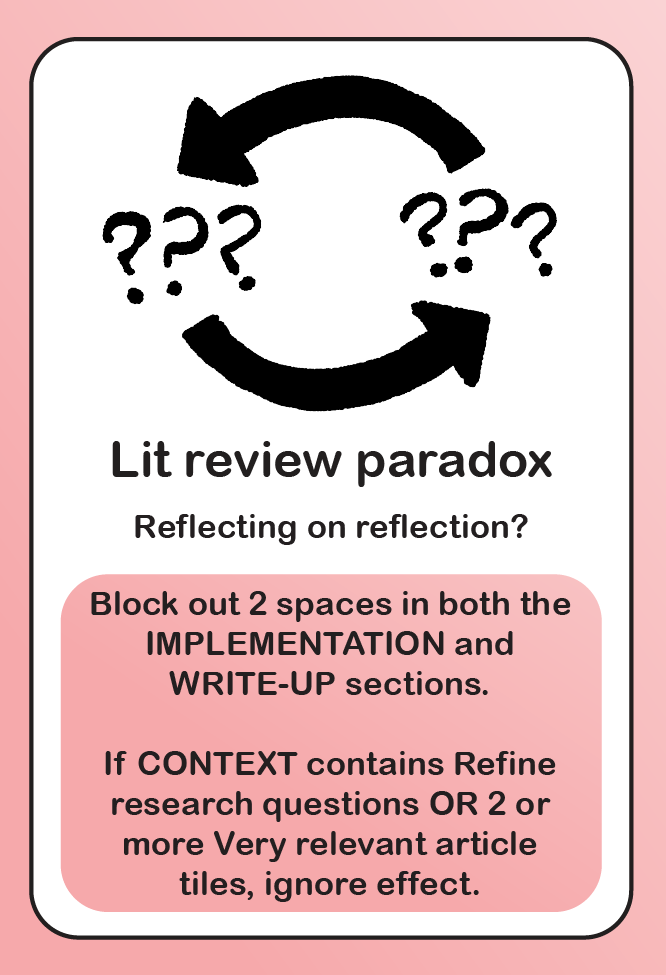 ??? ???
Lit review paradox
Reflecting on reflection?
Block out 2 spaces in both the
IMPLEMENTATION and
WRITE-UP sections.
If CONTEXT contains Refine
research questions OR 2 or
more Very relevant article
tiles, ignore effect.